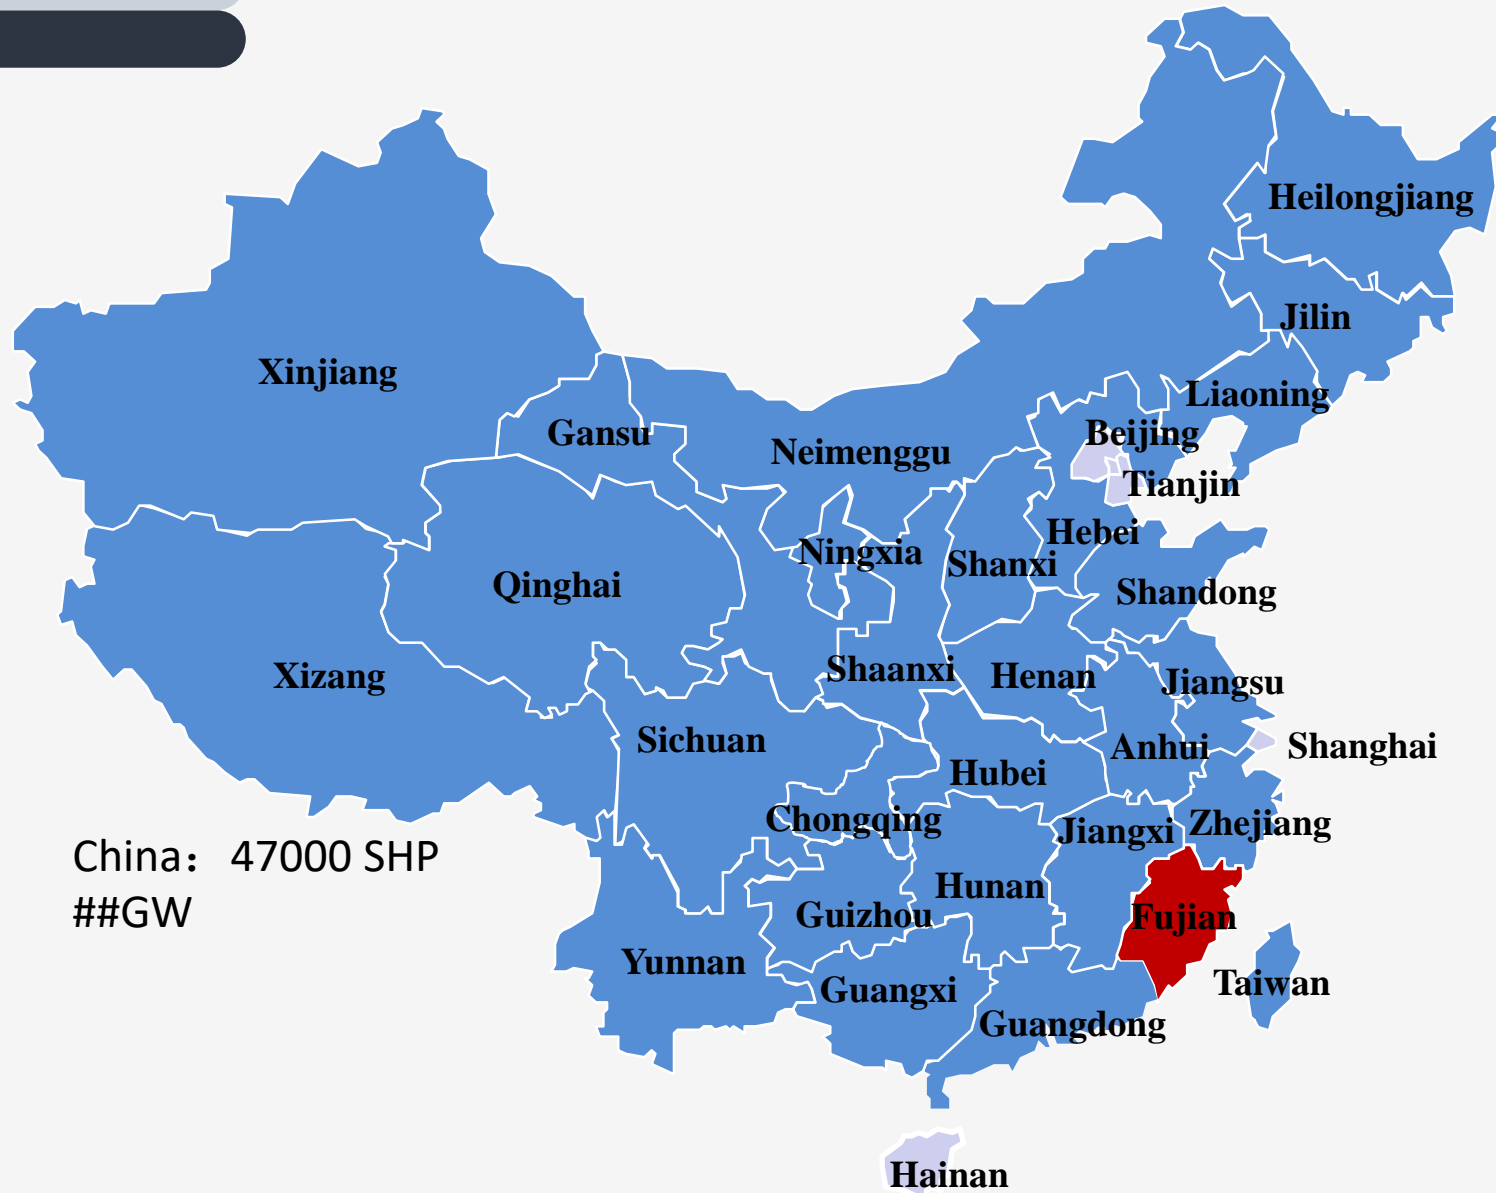 Heilongjiang
Jilin
Xinjiang
Liaoning
Gansu
Beijing
Neimenggu
Tianjin
Hebei
Ningxia
Shanxi
Qinghai
Shandong
Xizang
Shaanxi
Henan
Jiangsu
Sichuan
Anhui
Shanghai
Hubei
Chongqing
Jiangxi
Zhejiang
China：47000 SHP
##GW
Hunan
Guizhou
Fujian
Yunnan
Guangxi
Taiwan
Guangdong
Hainan